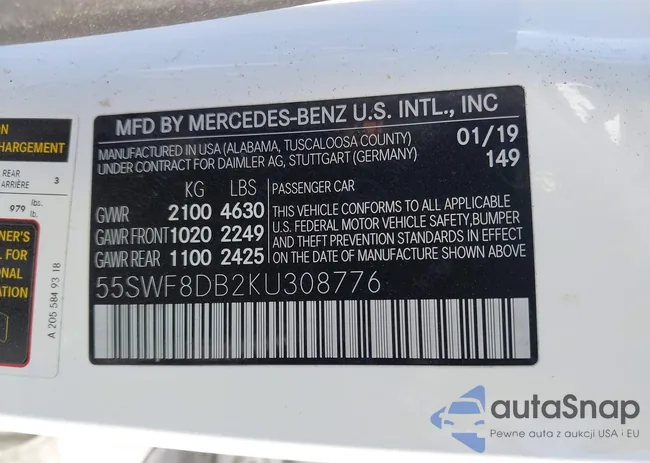 ON
CHARGEMENT
REAR
ARRIÈRE 3
979 lbs.
lb.
NER'S
L FOR
ONAL
ATION
A 205 584 93 18
MFD BY MERCEDES-BENZ U.S. INTL., INC
MANUFACTURED IN USA (ALABAMA, TUSCALOOSA COUNTY) 01/19
UNDER CONTRACT FOR DAIMLER AG, STUTTGART (GERMANY) 149
KG LBS
GVWR 2100 4630
GAWR FRONT 1020 2249
GAWR REAR 1100 2425
PASSENGER CAR
THIS VEHICLE CONFORMS TO ALL APPLICABLE
U.S. FEDERAL MOTOR VEHICLE SAFETY,BUMPER
AND THEFT PREVENTION STANDARDS IN EFFECT
ON THE DATE OF MANUFACTURE SHOWN ABOVE
55SWF8DB2KU308776
autaSnap
Pewne auta z aukcji USA i EU